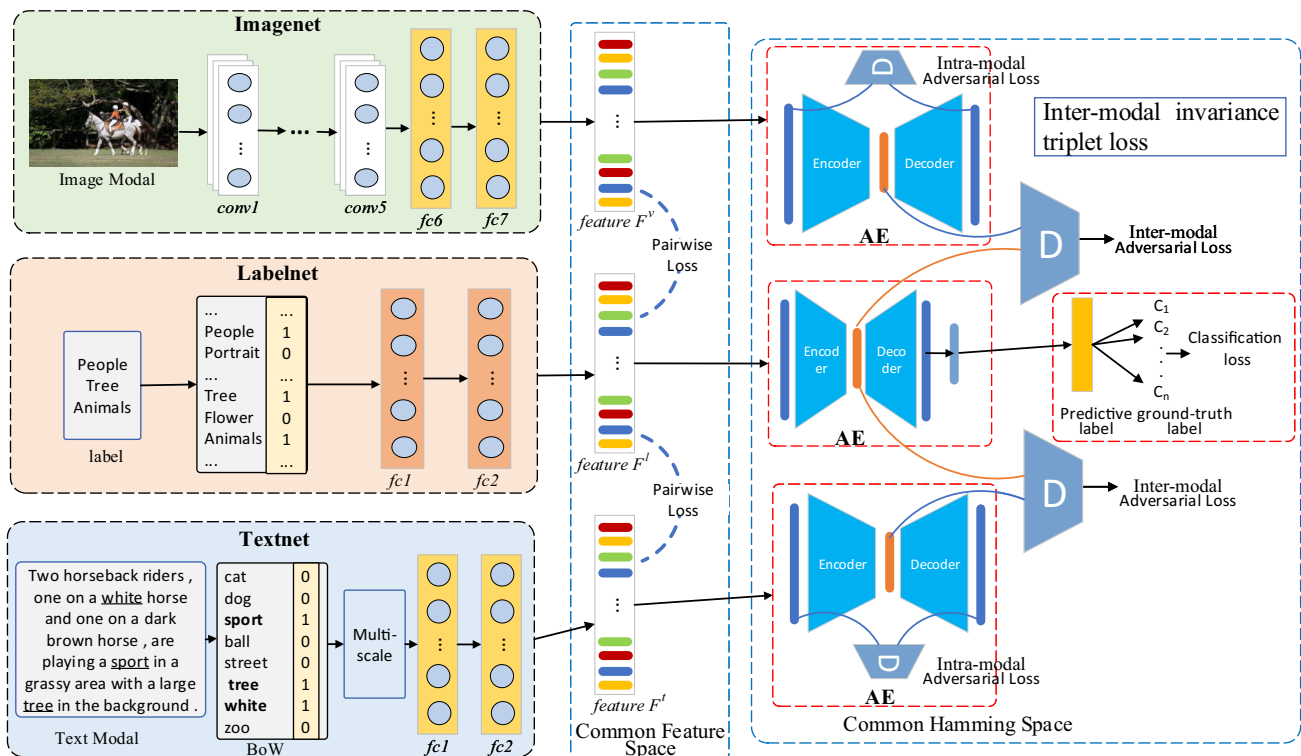 Imagenet
Image Modal
conv1
...
conv5
fc6
fc7
Labelnet
People
Tree
Animals
label
... ...
People 1
Portrait 0
... ...
Tree 1
Flower 0
Animals 1
... ...
fc1
fc2
Textnet
Two horseback riders ,
one on a white horse
and one on a dark
brown horse , are
playing a sport in a
grassy area with a large
tree in the background .
Text Modal
cat 0
dog 0
sport 1
ball 0
street 0
tree 1
white 1
zoo 0
BoW
Multi-
scale
fc1
fc2
feature Fᵛ
Pairwise
Loss
feature Fˡ
Pairwise
Loss
feature Fᵗ
Common Feature
Space
D
Intra-modal
Adversarial Loss
Encoder
Decoder
AE
Inter-modal invariance
triplet loss
D
Inter-modal
Adversarial Loss
Encod
er
Deco
der
AE
C₁
C₂
.
.
.
Cₙ
Classification
loss
Predictive ground-truth
label label
D
Inter-modal
Adversarial Loss
Encoder
Decoder
D
Intra-modal
Adversarial Loss
AE
Common Hamming Space